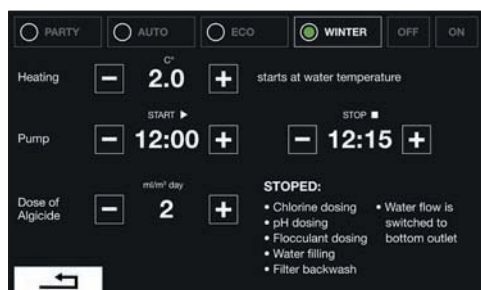 PARTY AUTO ECO WINTER OFF ON
C°
Heating − 2.0 + starts at water temperature
START ▶ STOP ■
Pump − 12:00 + − 12:15 +
ml/m³ day
Dose of
Algicide − 2 +
STOPED:
• Chlorine dosing
• pH dosing
• Flocculant dosing
• Water filling
• Filter backwash
• Water flow is
switched to
bottom outlet